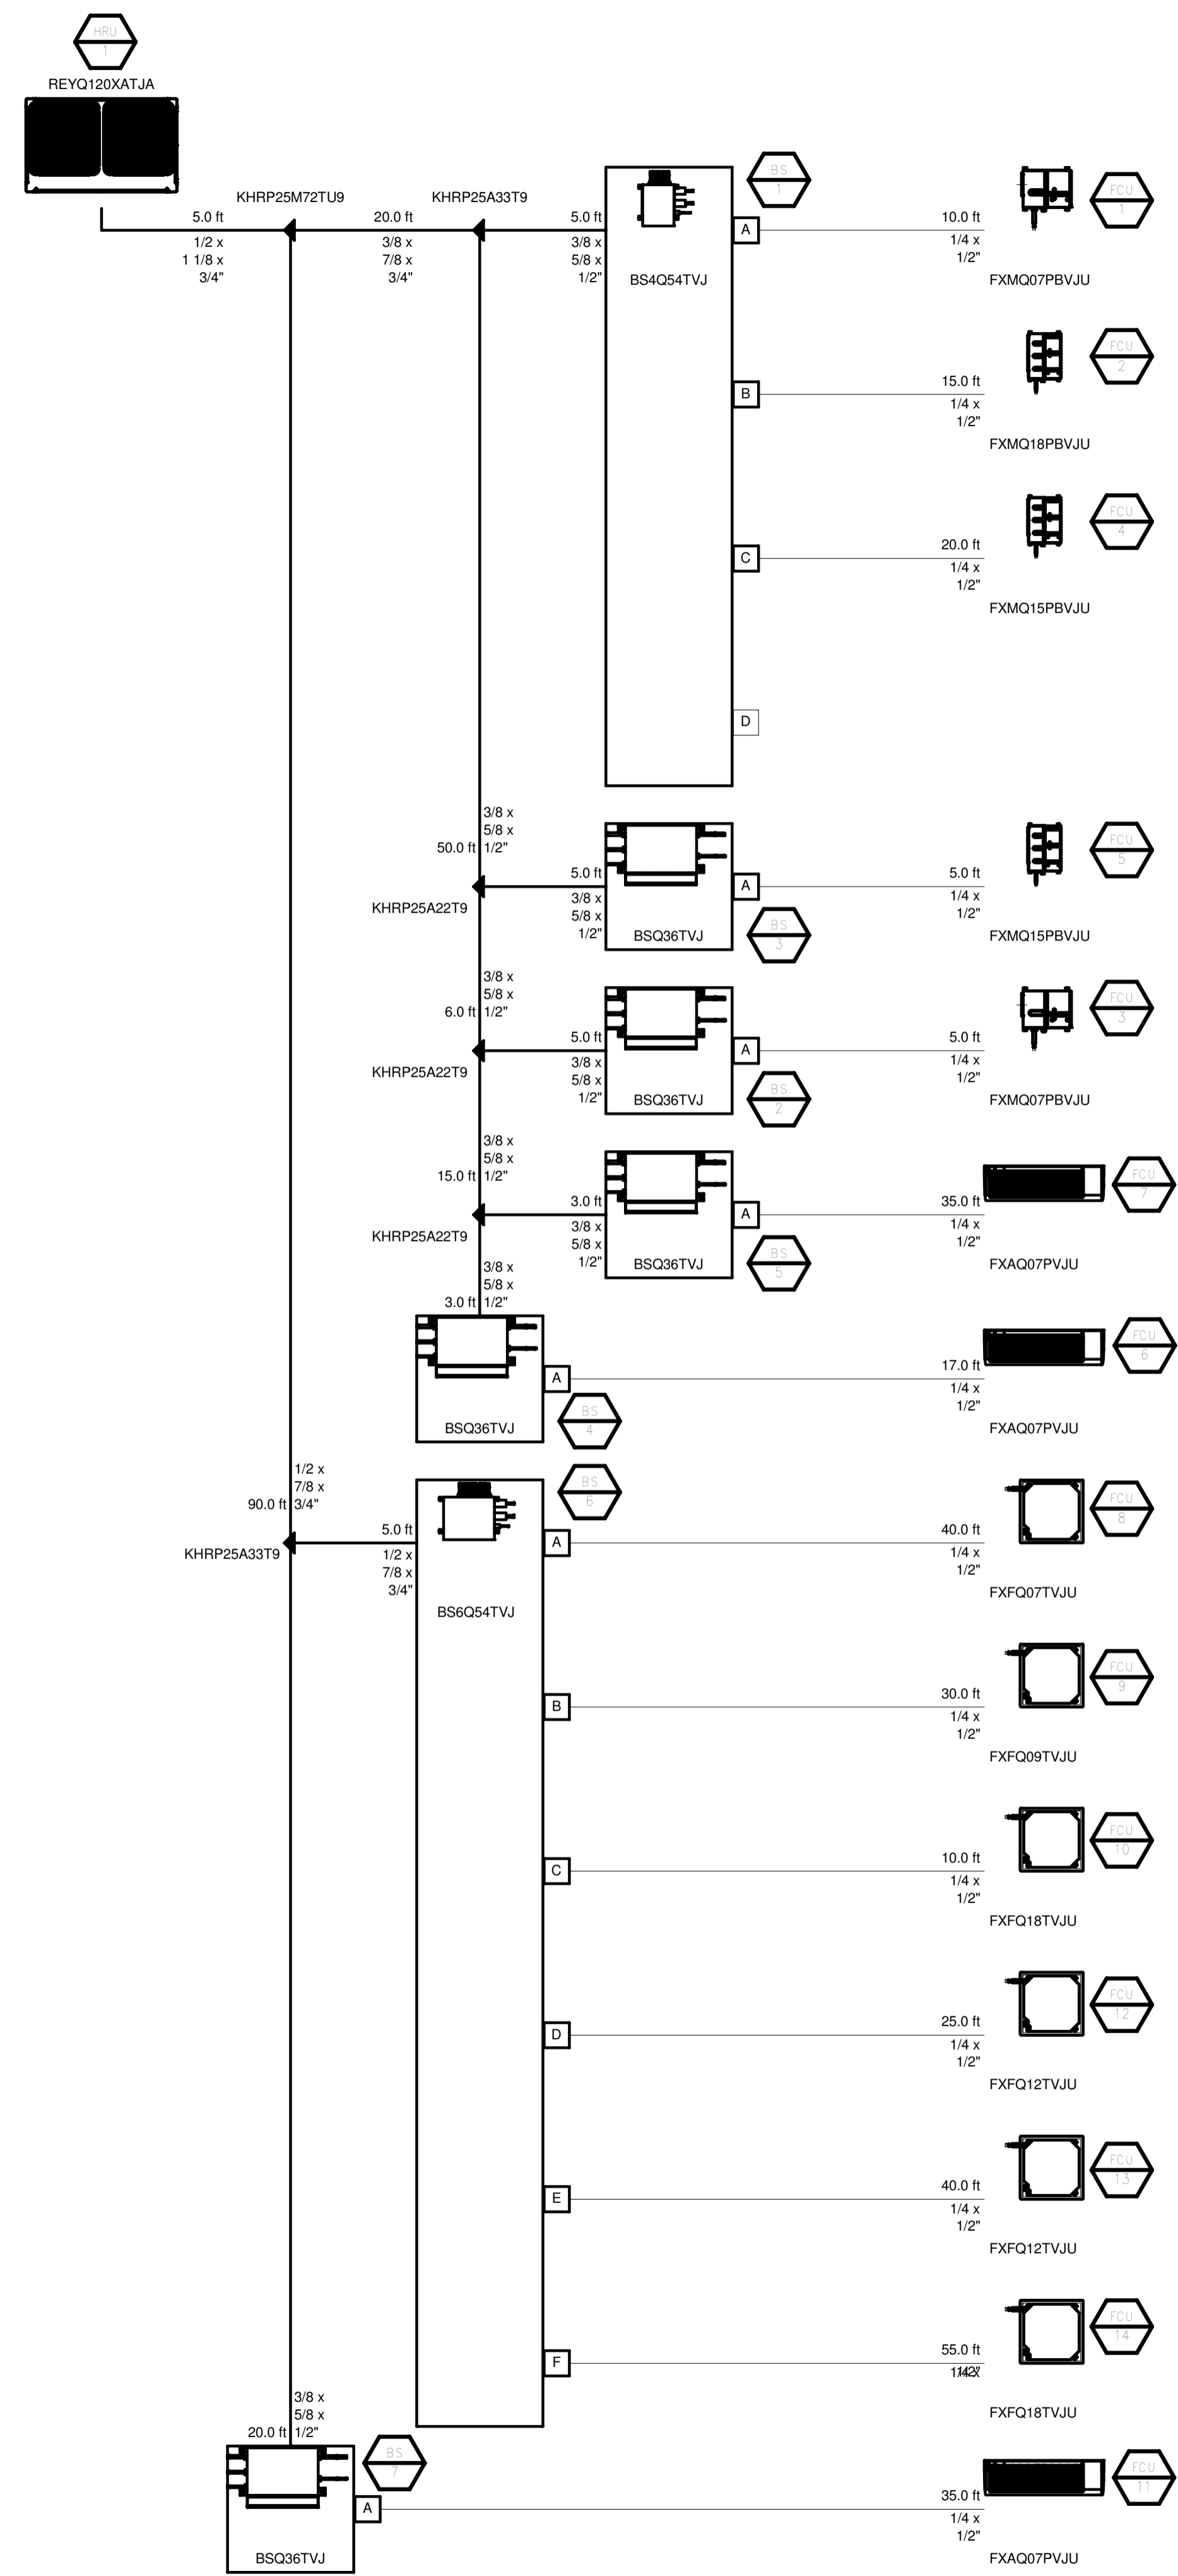 HRU
1
REYQ120XATJA
KHRP25M72TU9
KHRP25A33T9
5.0 ft
1/2 x
1 1/8 x
3/4"
20.0 ft
3/8 x
7/8 x
3/4"
5.0 ft
3/8 x
5/8 x
1/2"
BS4Q54TVJ
BS
1
A
10.0 ft
1/4 x
1/2"
FXMQ07PBVJU
FCU
1
B
15.0 ft
1/4 x
1/2"
FXMQ18PBVJU
FCU
2
C
20.0 ft
1/4 x
1/2"
FXMQ15PBVJU
FCU
4
D
3/8 x
5/8 x
50.0 ft 1/2"
KHRP25A22T9
5.0 ft
3/8 x
5/8 x
1/2"
BSQ36TVJ
A
BS
3
5.0 ft
1/4 x
1/2"
FXMQ15PBVJU
FCU
5
3/8 x
5/8 x
6.0 ft 1/2"
KHRP25A22T9
5.0 ft
3/8 x
5/8 x
1/2"
BSQ36TVJ
A
BS
2
5.0 ft
1/4 x
1/2"
FXMQ07PBVJU
FCU
3
3/8 x
5/8 x
15.0 ft 1/2"
KHRP25A22T9
3.0 ft
3/8 x
5/8 x
1/2"
BSQ36TVJ
A
BS
5
35.0 ft
1/4 x
1/2"
FXAQ07PVJU
FCU
7
3/8 x
5/8 x
3.0 ft 1/2"
BSQ36TVJ
A
BS
4
17.0 ft
1/4 x
1/2"
FXAQ07PVJU
FCU
6
1/2 x
7/8 x
90.0 ft 3/4"
KHRP25A33T9
5.0 ft
1/2 x
7/8 x
3/4"
BS6Q54TVJ
BS
6
A
40.0 ft
1/4 x
1/2"
FXFQ07TVJU
FCU
8
B
30.0 ft
1/4 x
1/2"
FXFQ09TVJU
FCU
9
C
10.0 ft
1/4 x
1/2"
FXFQ18TVJU
FCU
10
D
25.0 ft
1/4 x
1/2"
FXFQ12TVJU
FCU
12
E
40.0 ft
1/4 x
1/2"
FXFQ12TVJU
FCU
13
F
55.0 ft
1/4 x
1/2"
FXFQ18TVJU
FCU
14
3/8 x
5/8 x
20.0 ft 1/2"
BSQ36TVJ
A
BS
7
35.0 ft
1/4 x
1/2"
FXAQ07PVJU
FCU
11